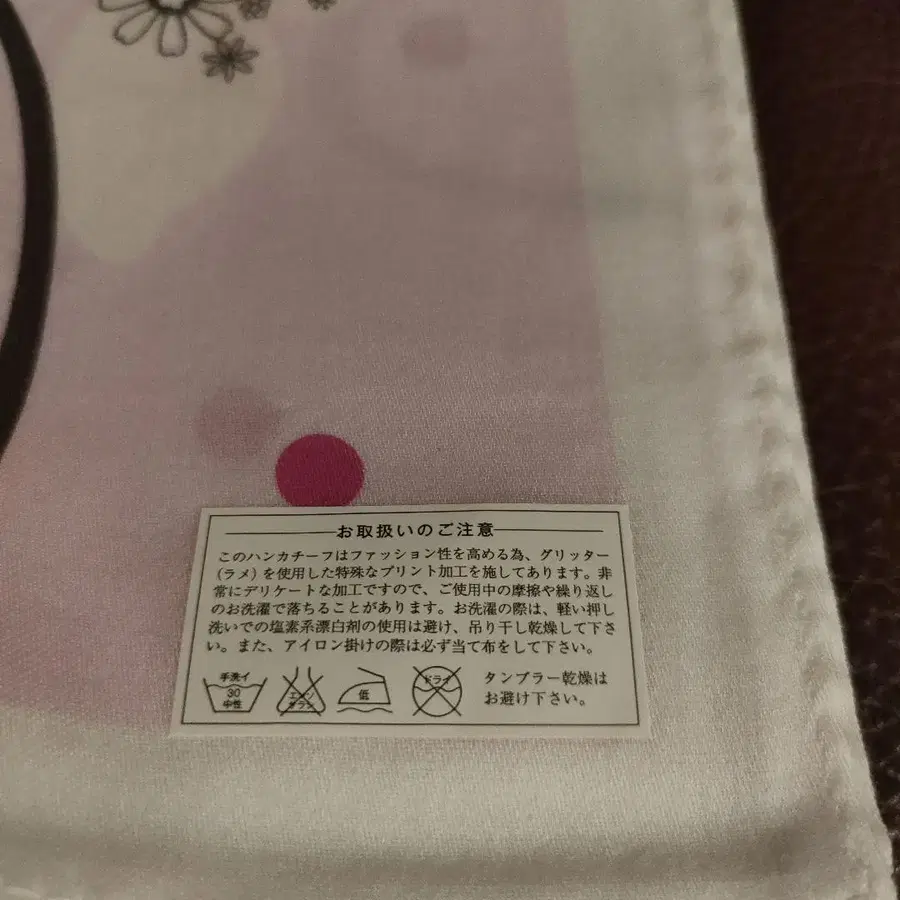 お取扱いのご注意
このハンカチーフはファッション性を高める為、グリッター
(ラメ)を使用した特殊なプリント加工を施してあります。非
常にデリケートな加工ですので、ご使用中の摩擦や繰り返し
のお洗濯で落ちることがあります。お洗濯の際は、軽い押し
洗いでの塩素系漂白剤の使用は避け、吊り干し乾燥して下さ
い。また、アイロン掛けの際は必ず当て布をして下さい。
手洗イ
30
中性
エンソ
サラシ
低
ドライ
タンブラー乾燥は
お避け下さい。